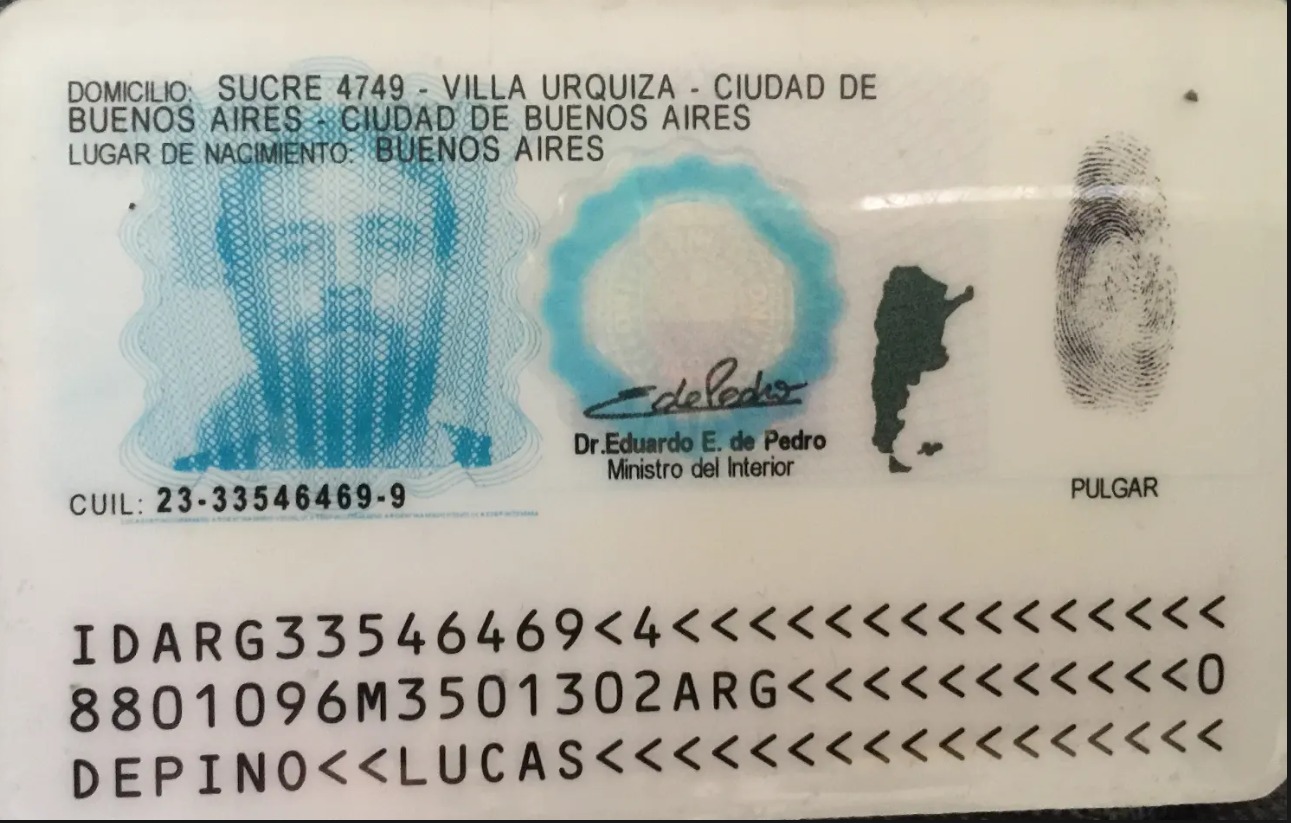 DOMICILIO: SUCRE 4749 - VILLA URQUIZA - CIUDAD DE
BUENOS AIRES - CIUDAD DE BUENOS AIRES
LUGAR DE NACIMIENTO: BUENOS AIRES
Dr.Eduardo E. de Pedro
Ministro del Interior
PULGAR
CUIL: 23-33546469-9
IDARG33546469<4<<<<<<<<<<<<<<<
8801096M3501302ARG<<<<<<<<<<<0
DEPINO<<LUCAS<<<<<<<<<<<<<<<<<